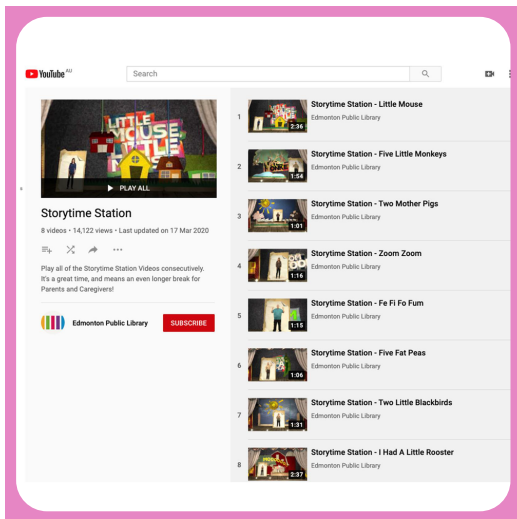 YouTube AU
Search
LITTLE
MOUSE
LITTLE
PLAY ALL
Storytime Station
8 videos • 14,122 views • Last updated on 17 Mar 2020
Play all of the Storytime Station Videos consecutively.
It's a great time, and means an even longer break for
Parents and Caregivers!
Edmonton Public Library
SUBSCRIBE
1
2:36
Storytime Station - Little Mouse
Edmonton Public Library
2
1:54
Storytime Station - Five Little Monkeys
Edmonton Public Library
3
1:01
Storytime Station - Two Mother Pigs
Edmonton Public Library
4
1:16
Storytime Station - Zoom Zoom
Edmonton Public Library
5
1:15
Storytime Station - Fe Fi Fo Fum
Edmonton Public Library
6
1:06
Storytime Station - Five Fat Peas
Edmonton Public Library
7
1:31
Storytime Station - Two Little Blackbirds
Edmonton Public Library
8
2:37
Storytime Station - I Had A Little Rooster
Edmonton Public Library